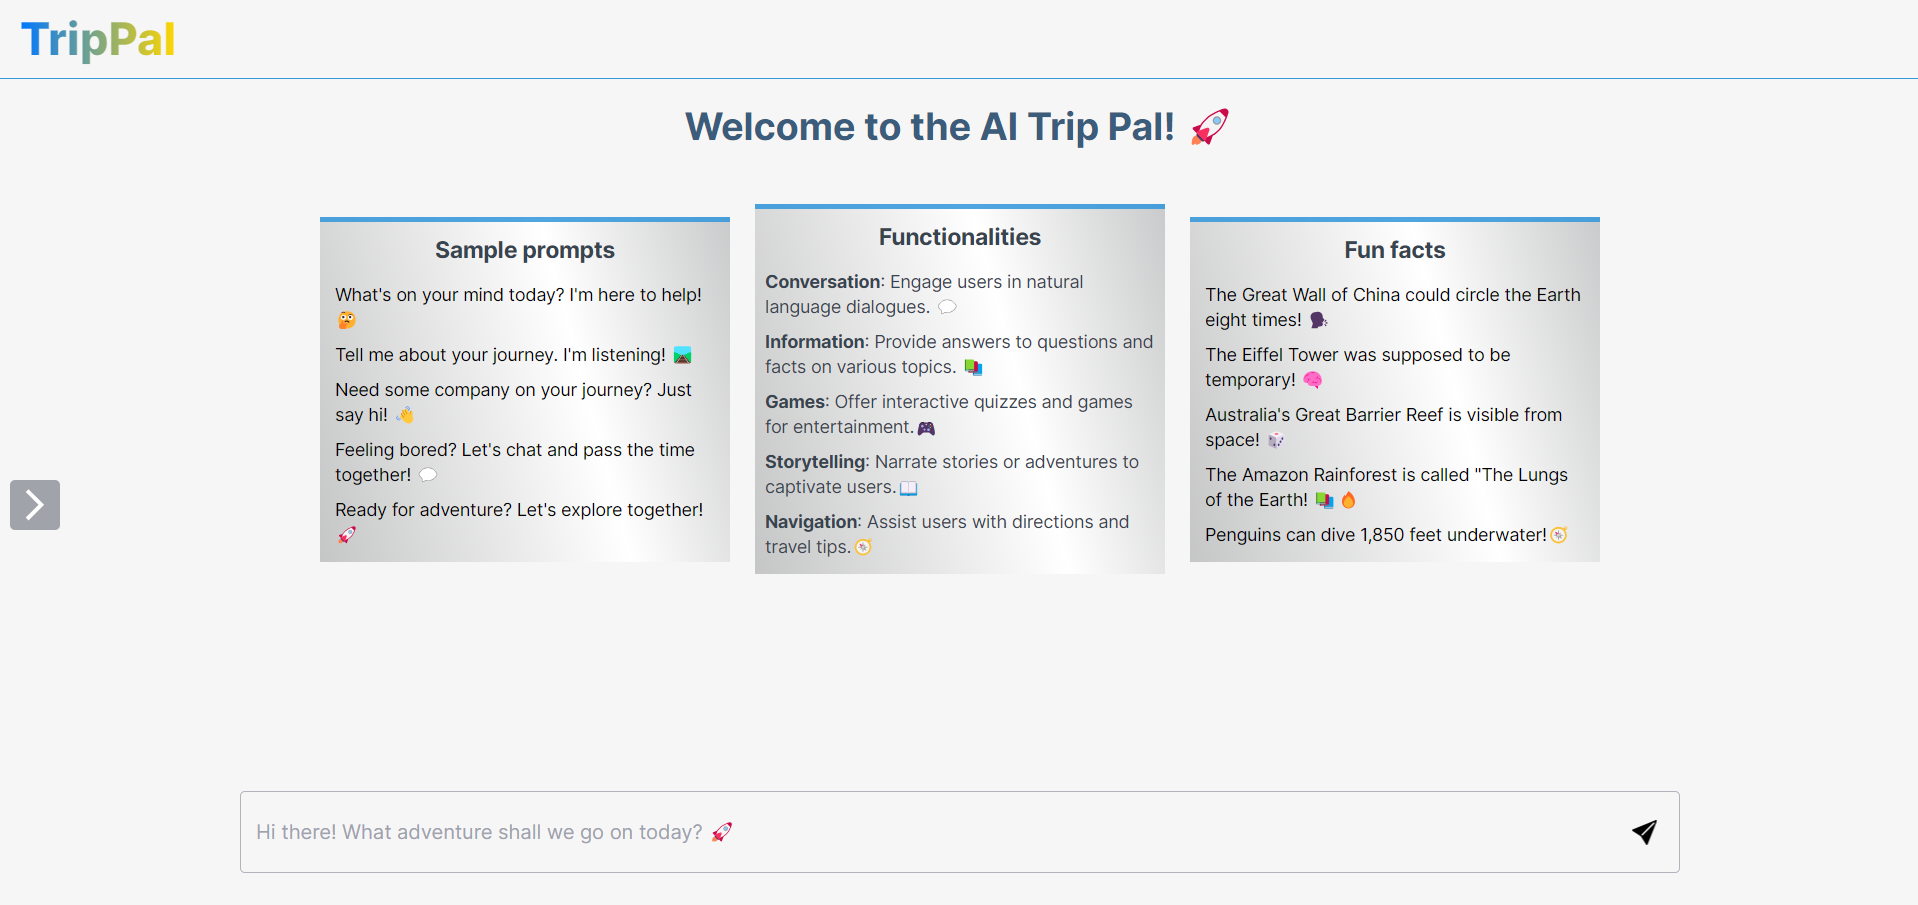 TripPal
Welcome to the AI Trip Pal! 🚀
Sample prompts
What's on your mind today? I'm here to help!
🤔
Tell me about your journey. I'm listening! 🛣️
Need some company on your journey? Just
say hi! 👋
Feeling bored? Let's chat and pass the time
together! 💬
Ready for adventure? Let's explore together!
🚀
Functionalities
Conversation: Engage users in natural
language dialogues. 💬
Information: Provide answers to questions and
facts on various topics. 📚
Games: Offer interactive quizzes and games
for entertainment.🎮
Storytelling: Narrate stories or adventures to
captivate users.📖
Navigation: Assist users with directions and
travel tips.🧭
Fun facts
The Great Wall of China could circle the Earth
eight times! 🗣️
The Eiffel Tower was supposed to be
temporary! 🧠
Australia's Great Barrier Reef is visible from
space! 🎲
The Amazon Rainforest is called "The Lungs
of the Earth! 📚🔥
Penguins can dive 1,850 feet underwater!🧭
Hi there! What adventure shall we go on today? 🚀